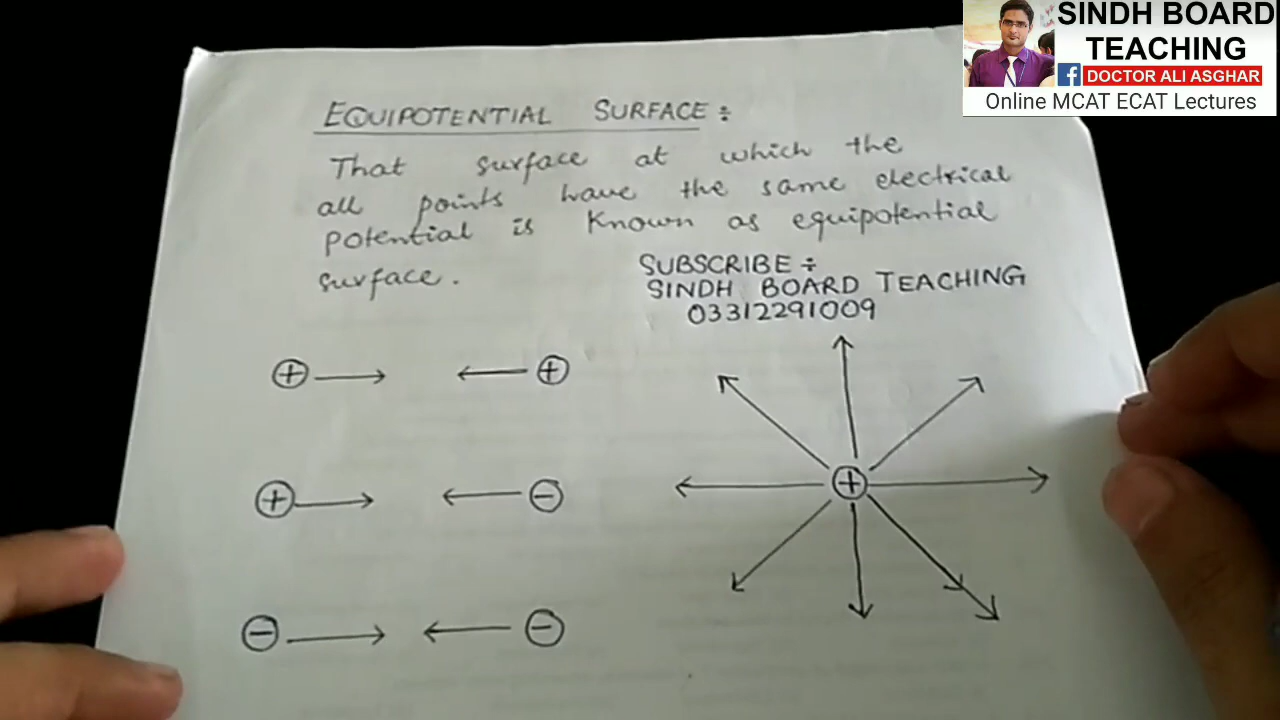 SINDH BOARD
TEACHING
f DOCTOR ALI ASGHAR
Online MCAT ECAT Lectures
EQUIPOTENTIAL SURFACE ÷
That surface at which the
all points have the same electrical
potential is known as equipotential
surface.
SUBSCRIBE ÷
SINDH BOARD TEACHING
03312291009
+ +
+ −
− −
+